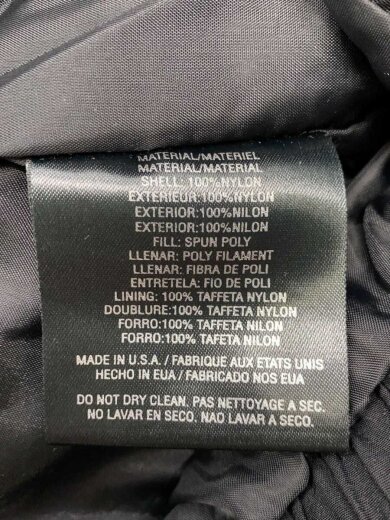 MATERIAL/MATERIEL
MATERIAL/MATERIAL
SHELL: 100%NYLON
EXTERIEUR:100%NYLON
EXTERIOR:100%NILON
EXTERIOR:100%NILON
FILL: SPUN POLY
LLENAR: POLY FILAMENT
LLENAR: FIBRA DE POLI
ENTRETELA: FIO DE POLI
LINING: 100% TAFFETA NYLON
DOUBLURE: 100% TAFFETA NYLON
FORRO:100% TAFFETA NILON
FORRO:100% TAFFETA NILON
MADE IN U.S.A. / FABRIQUE AUX ETATS UNIS
HECHO IN EUA / FABRICADO NOS EUA
DO NOT DRY CLEAN. PAS NETTOYAGE A SEC.
NO LAVAR EN SECO. NAO LAVAR A SECO.